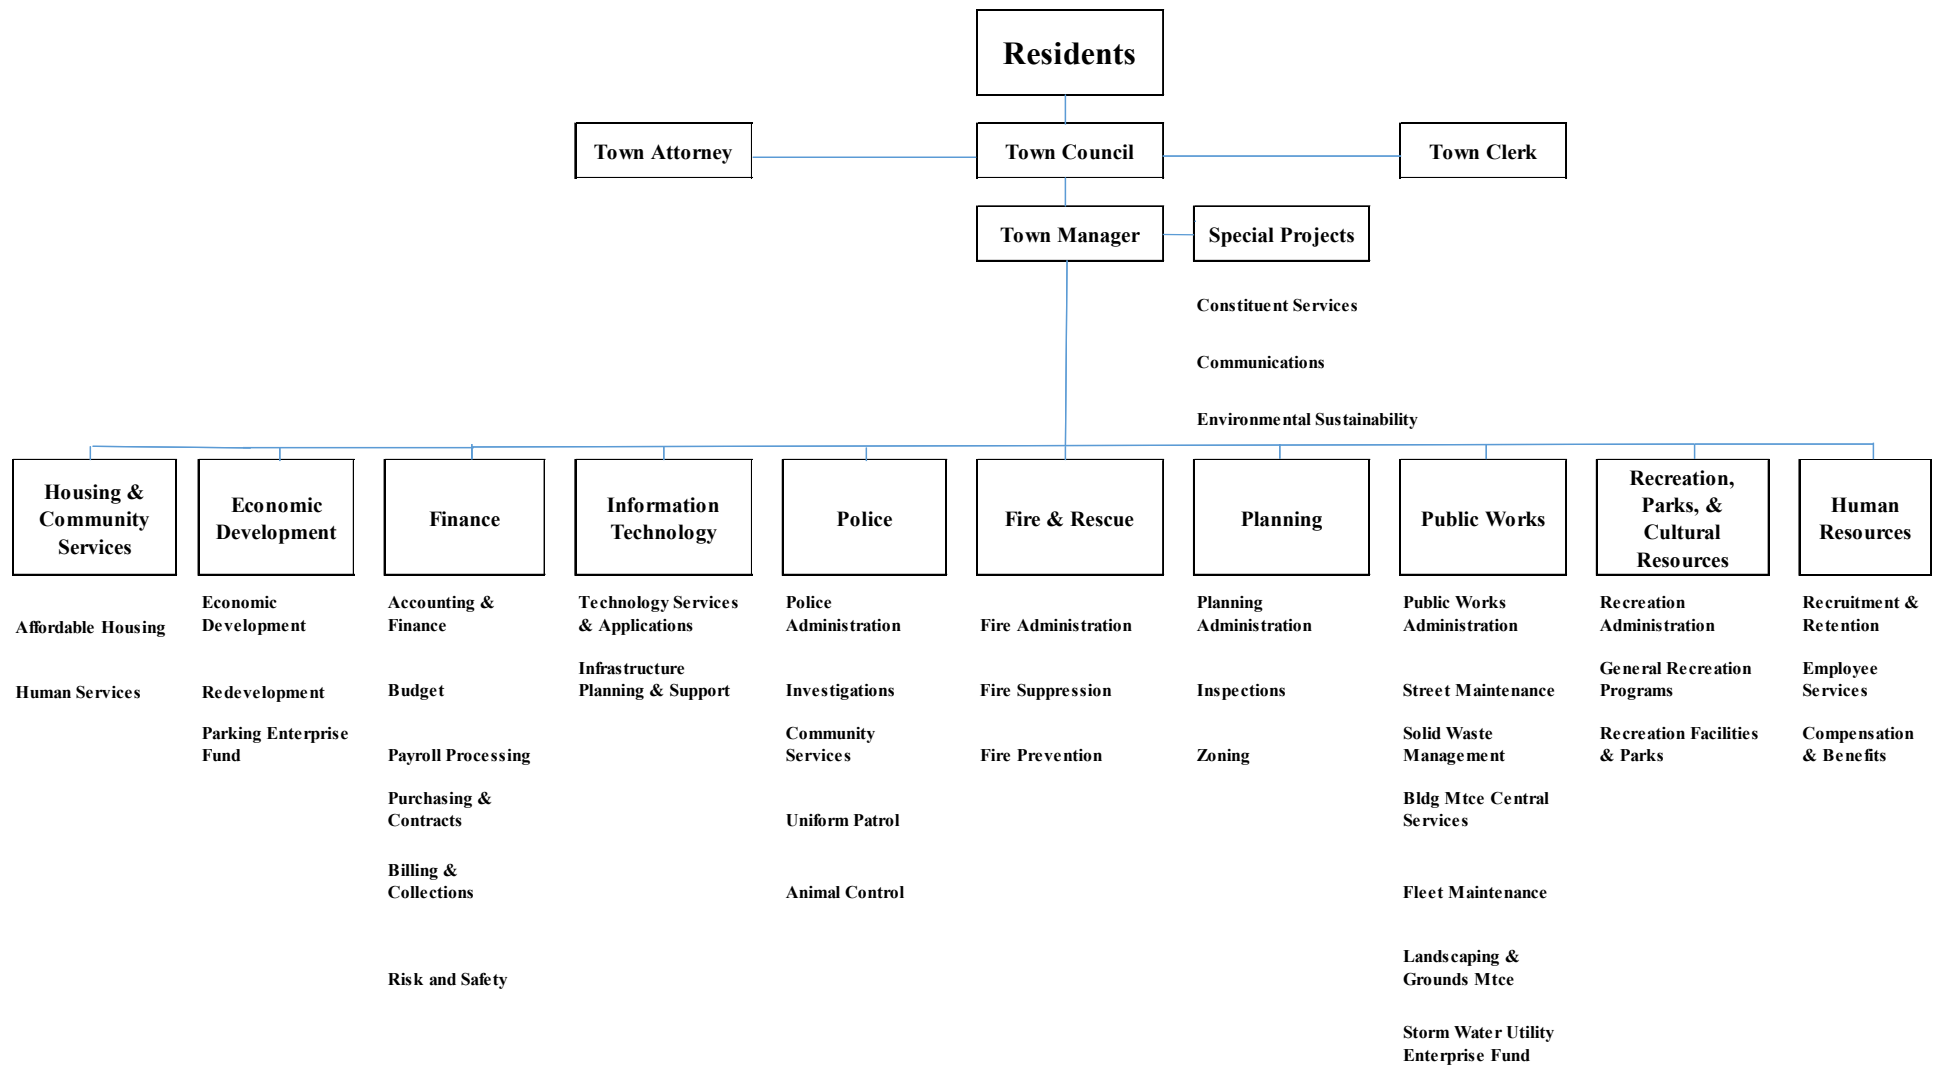 Residents
Town Attorney
Town Council
Town Clerk
Town Manager
Special Projects
Constituent Services
Communications
Environmental Sustainability
Housing &
Community
Services
Economic
Development
Finance
Information
Technology
Police
Fire & Rescue
Planning
Public Works
Recreation,
Parks, &
Cultural
Resources
Human
Resources
Affordable Housing
Human Services
Economic
Development
Redevelopment
Parking Enterprise
Fund
Accounting &
Finance
Budget
Payroll Processing
Purchasing &
Contracts
Billing &
Collections
Risk and Safety
Technology Services
& Applications
Infrastructure
Planning & Support
Police
Administration
Investigations
Community
Services
Uniform Patrol
Animal Control
Fire Administration
Fire Suppression
Fire Prevention
Planning
Administration
Inspections
Zoning
Public Works
Administration
Street Maintenance
Solid Waste
Management
Bldg Mtce Central
Services
Fleet Maintenance
Landscaping &
Grounds Mtce
Storm Water Utility
Enterprise Fund
Recreation
Administration
General Recreation
Programs
Recreation Facilities
& Parks
Recruitment &
Retention
Employee
Services
Compensation
& Benefits